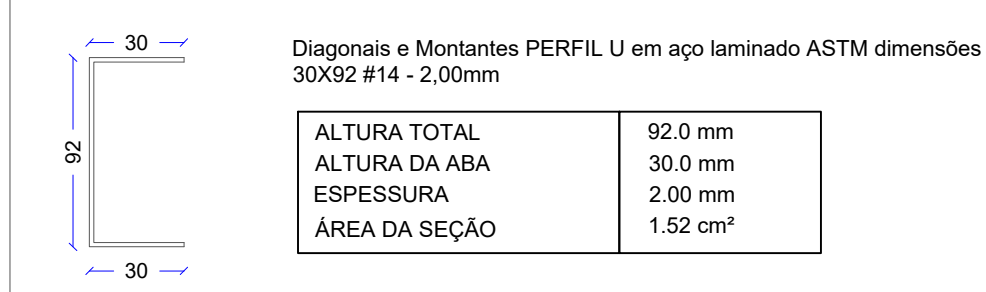 30
Diagonais e Montantes PERFIL U em aço laminado ASTM dimensões
30X92 #14 - 2,00mm
92
ALTURA TOTAL 92.0 mm
ALTURA DA ABA 30.0 mm
ESPESSURA 2.00 mm
ÁREA DA SEÇÃO 1.52 cm²
30